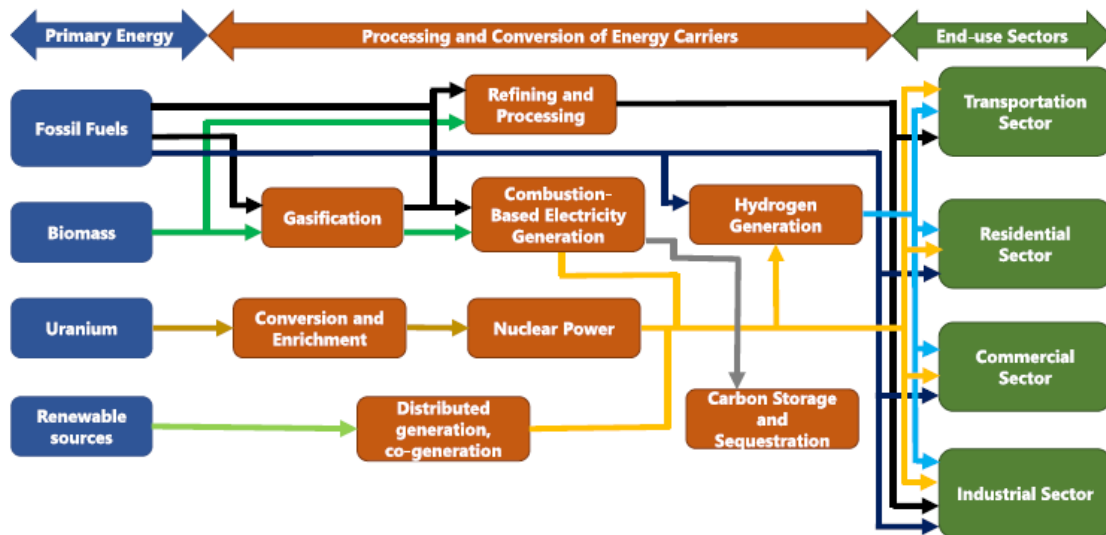 Primary Energy
Processing and Conversion of Energy Carriers
End-use Sectors
Fossil Fuels
Refining and
Processing
Transportation
Sector
Biomass
Gasification
Combustion-
Based Electricity
Generation
Hydrogen
Generation
Residential
Sector
Uranium
Conversion and
Enrichment
Nuclear Power
Commercial
Sector
Renewable
sources
Distributed
generation,
co-generation
Carbon Storage
and
Sequestration
Industrial Sector